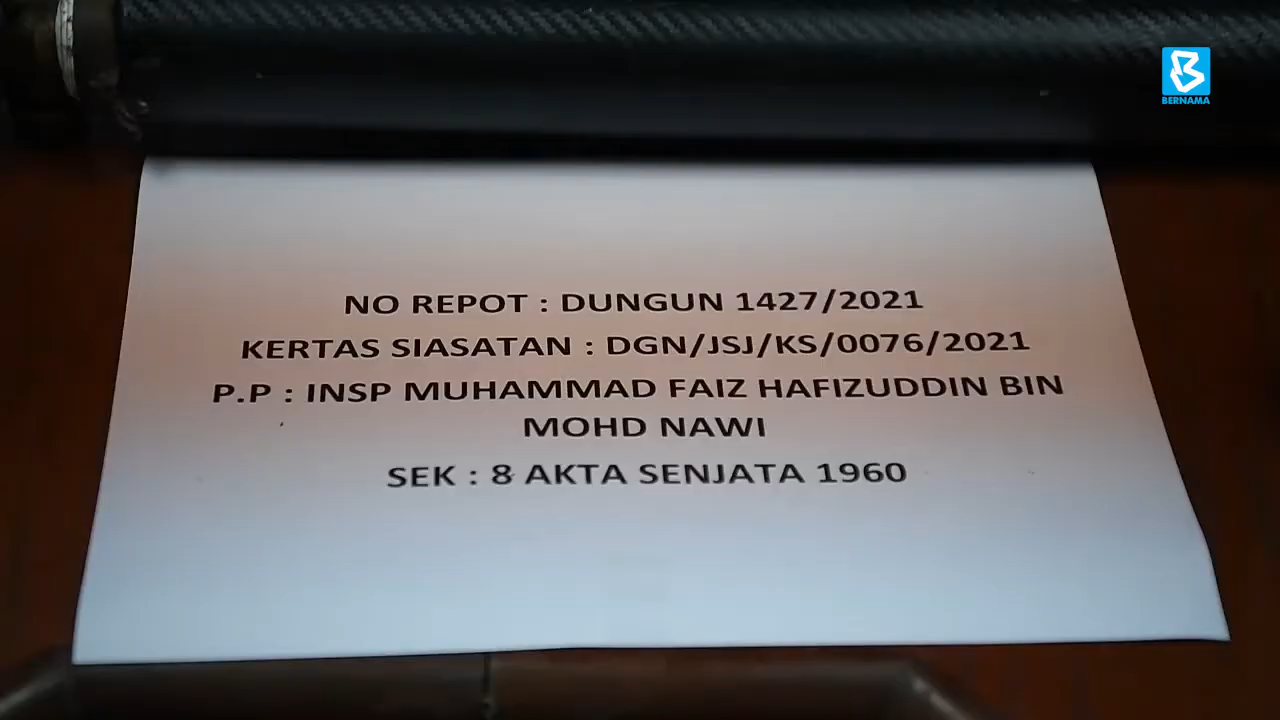 BERNAMA
NO REPOT : DUNGUN 1427/2021
KERTAS SIASATAN : DGN/JSJ/KS/0076/2021
P.P : INSP MUHAMMAD FAIZ HAFIZUDDIN BIN
MOHD NAWI
SEK : 8 AKTA SENJATA 1960